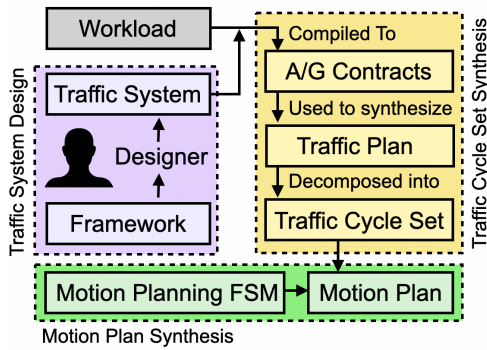 Workload
Compiled To
A/G Contracts
Used to synthesize
Traffic Plan
Decomposed into
Traffic Cycle Set
Traffic Cycle Set Synthesis
Traffic System Design
Traffic System
Designer
Framework
Motion Planning FSM
Motion Plan
Motion Plan Synthesis